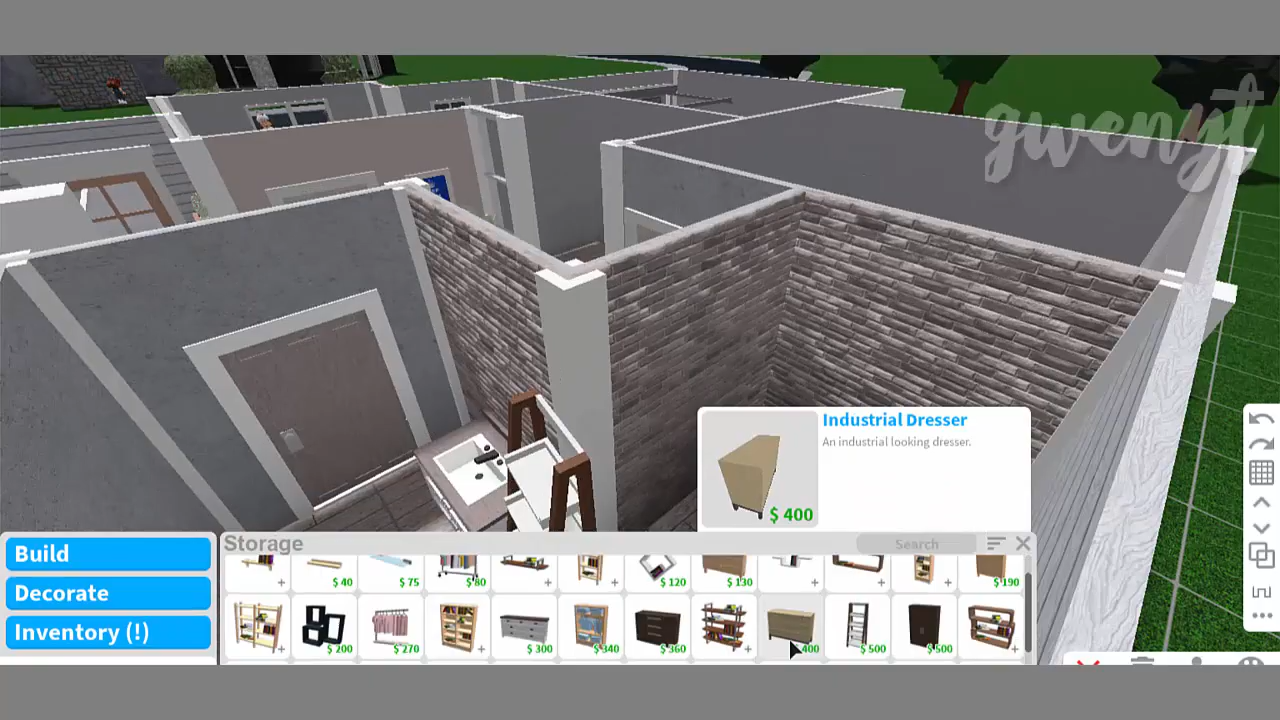 gwenyt
Industrial Dresser
An industrial looking dresser.
$ 400
Build
Decorate
Inventory (!)
Storage
Search
$ 40
$ 75
$ 80
$ 120
$ 130
$ 190
$ 200
$ 270
$ 300
$ 340
$ 360
400
$ 500
$ 500